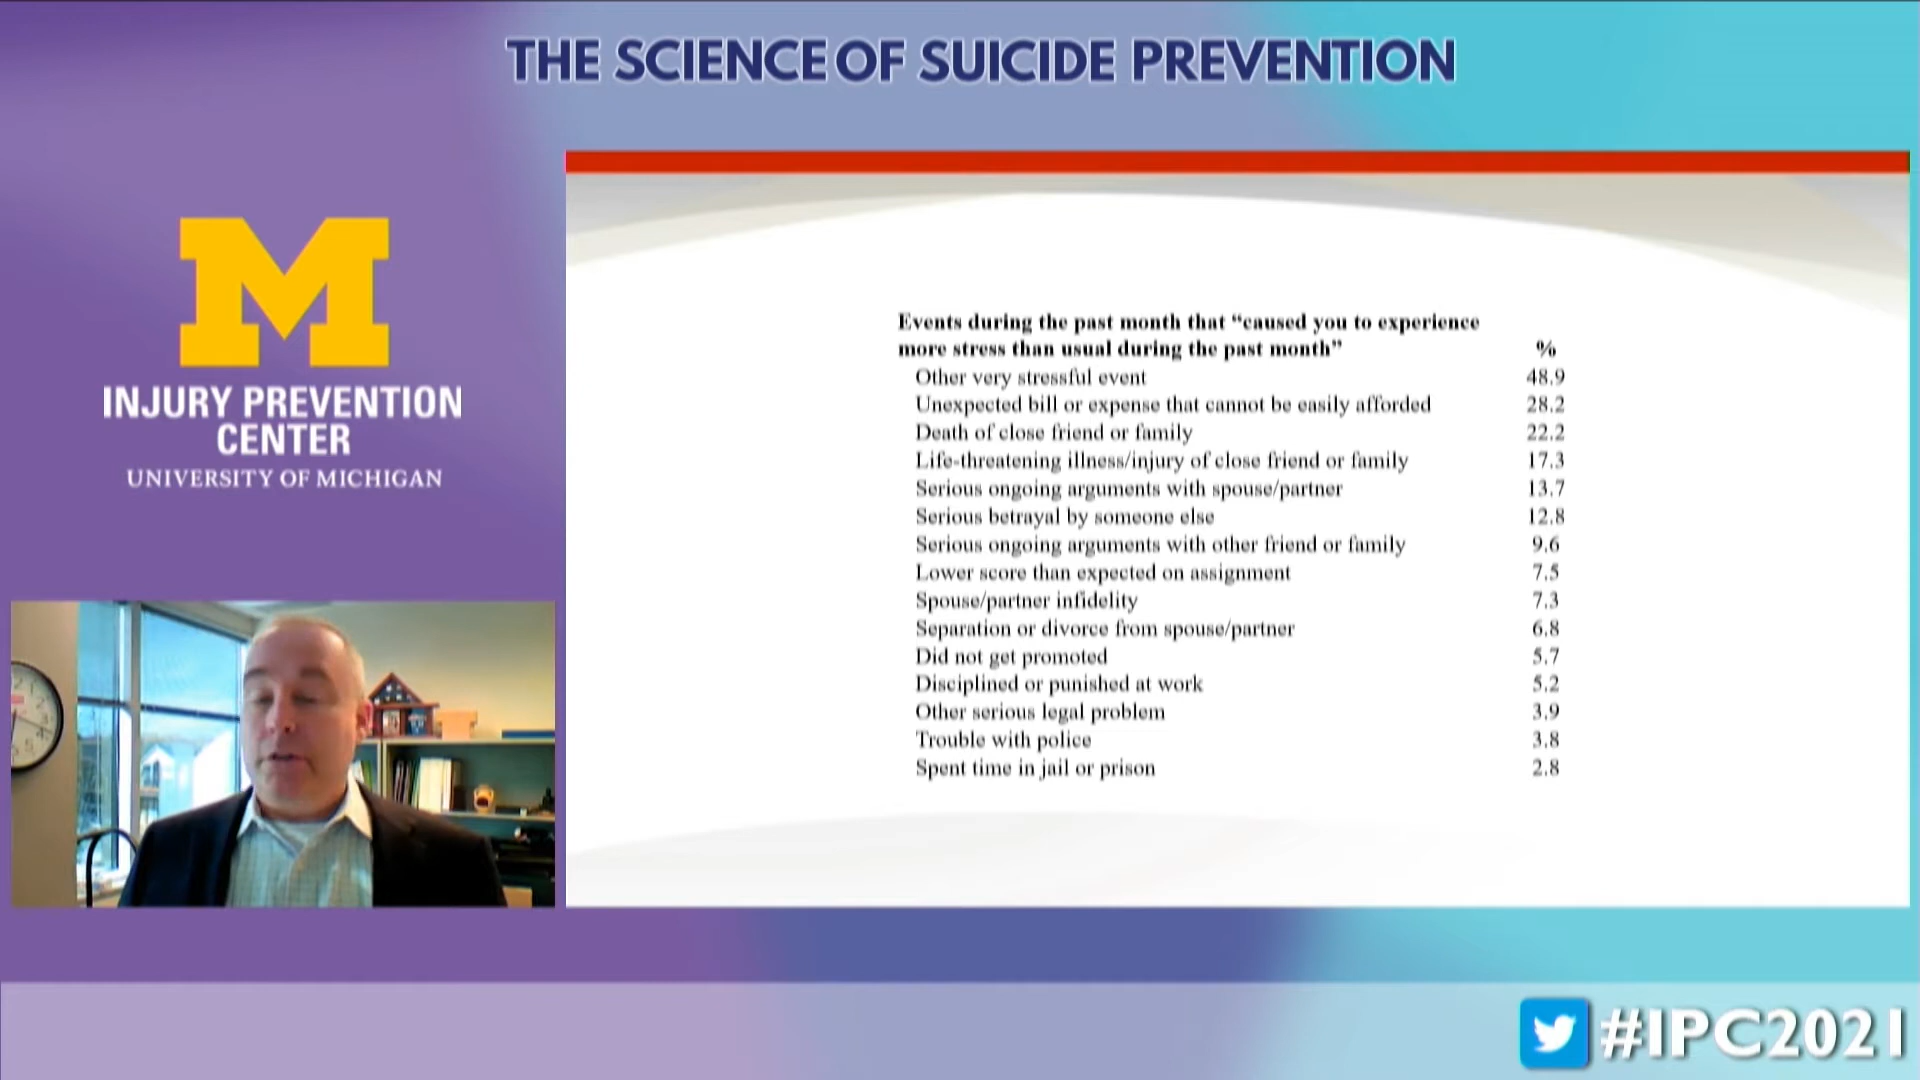 THE SCIENCE OF SUICIDE PREVENTION
M
INJURY PREVENTION
CENTER
UNIVERSITY OF MICHIGAN
Events during the past month that “caused you to experience
more stress than usual during the past month” %
Other very stressful event 48.9
Unexpected bill or expense that cannot be easily afforded 28.2
Death of close friend or family 22.2
Life-threatening illness/injury of close friend or family 17.3
Serious ongoing arguments with spouse/partner 13.7
Serious betrayal by someone else 12.8
Serious ongoing arguments with other friend or family 9.6
Lower score than expected on assignment 7.5
Spouse/partner infidelity 7.3
Separation or divorce from spouse/partner 6.8
Did not get promoted 5.7
Disciplined or punished at work 5.2
Other serious legal problem 3.9
Trouble with police 3.8
Spent time in jail or prison 2.8
#IPC2021